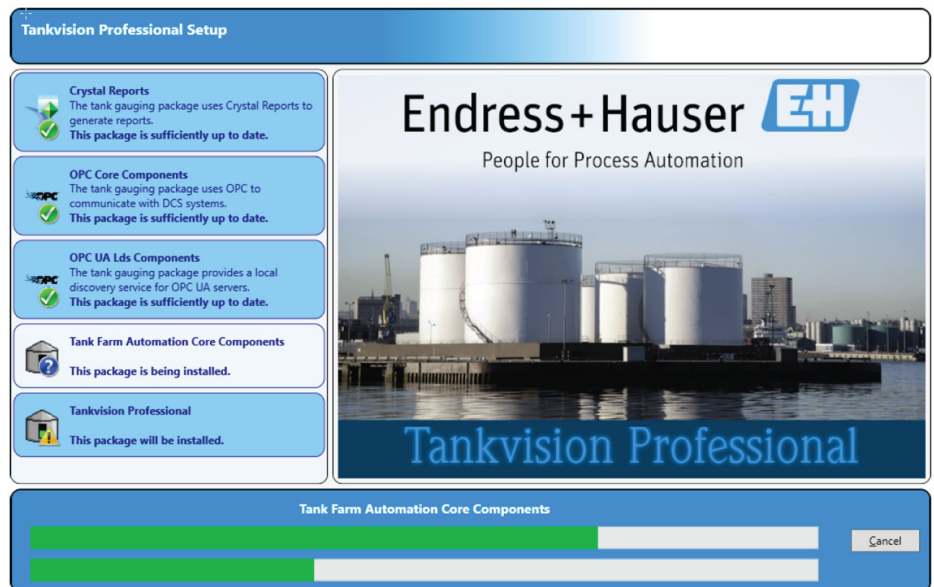 Tankvision Professional Setup
Crystal Reports
The tank gauging package uses Crystal Reports to
generate reports.
This package is sufficiently up to date.
OPC Core Components
The tank gauging package uses OPC to
communicate with DCS systems.
This package is sufficiently up to date.
OPC UA Lds Components
The tank gauging package provides a local
discovery service for OPC UA servers.
This package is sufficiently up to date.
Tank Farm Automation Core Components
This package is being installed.
Tankvision Professional
This package will be installed.
OPC
OPC
Endress+Hauser EH
People for Process Automation
Tankvision Professional
Tank Farm Automation Core Components
Cancel